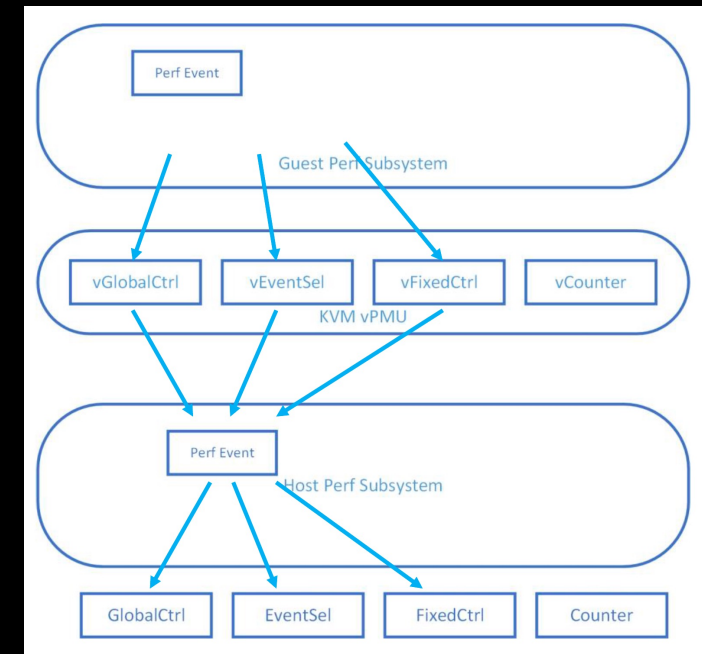 Perf Event
Guest Perf Subsystem
vGlobalCtrl
vEventSel
vFixedCtrl
vCounter
KVM vPMU
Perf Event
Host Perf Subsystem
GlobalCtrl
EventSel
FixedCtrl
Counter